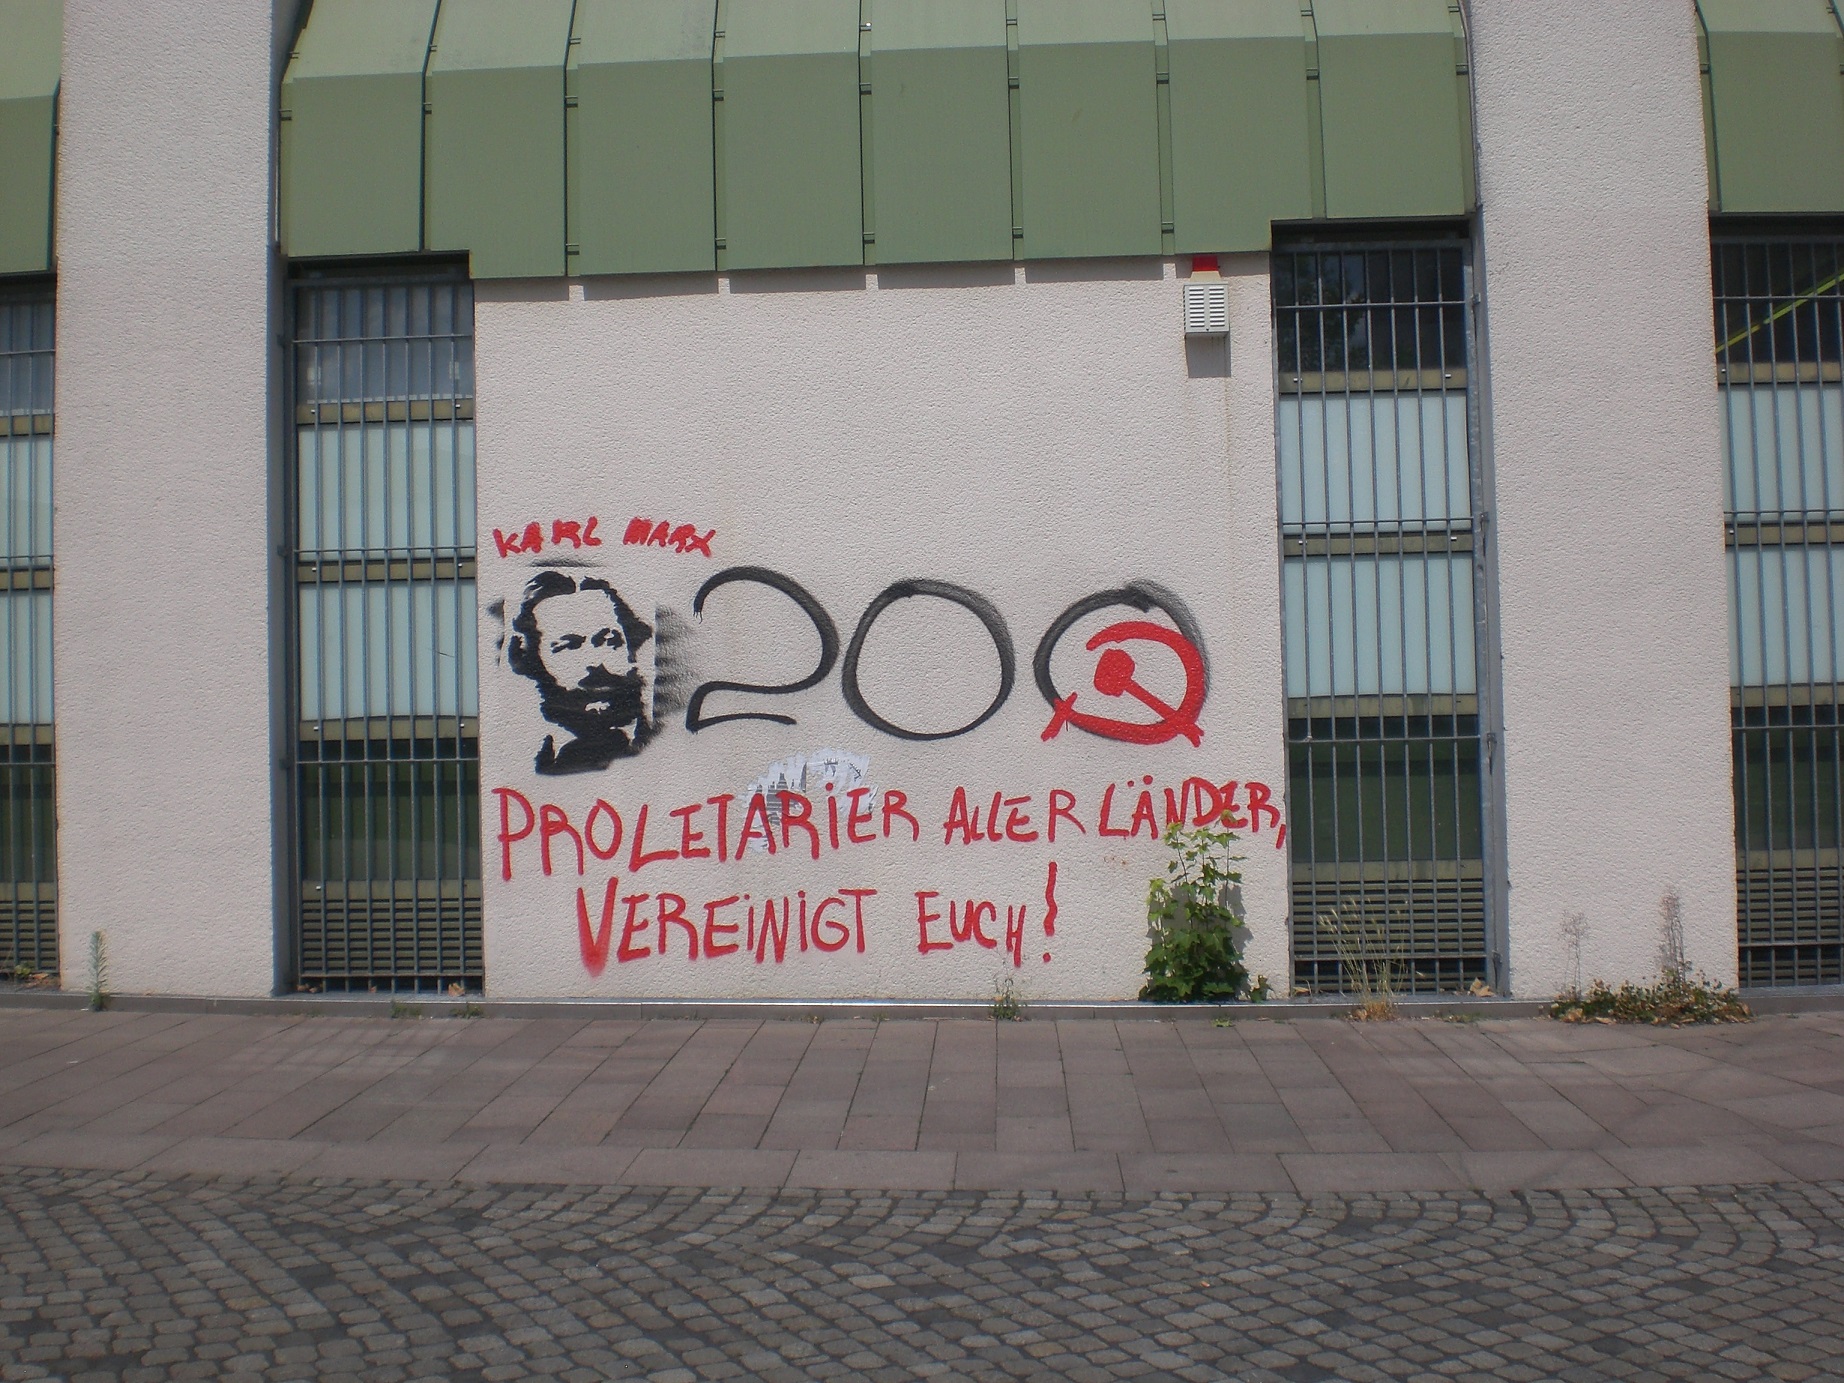 KARL MARX
200
PROLETARIER ALLER LÄNDER,
VEREINIGT EUCH!